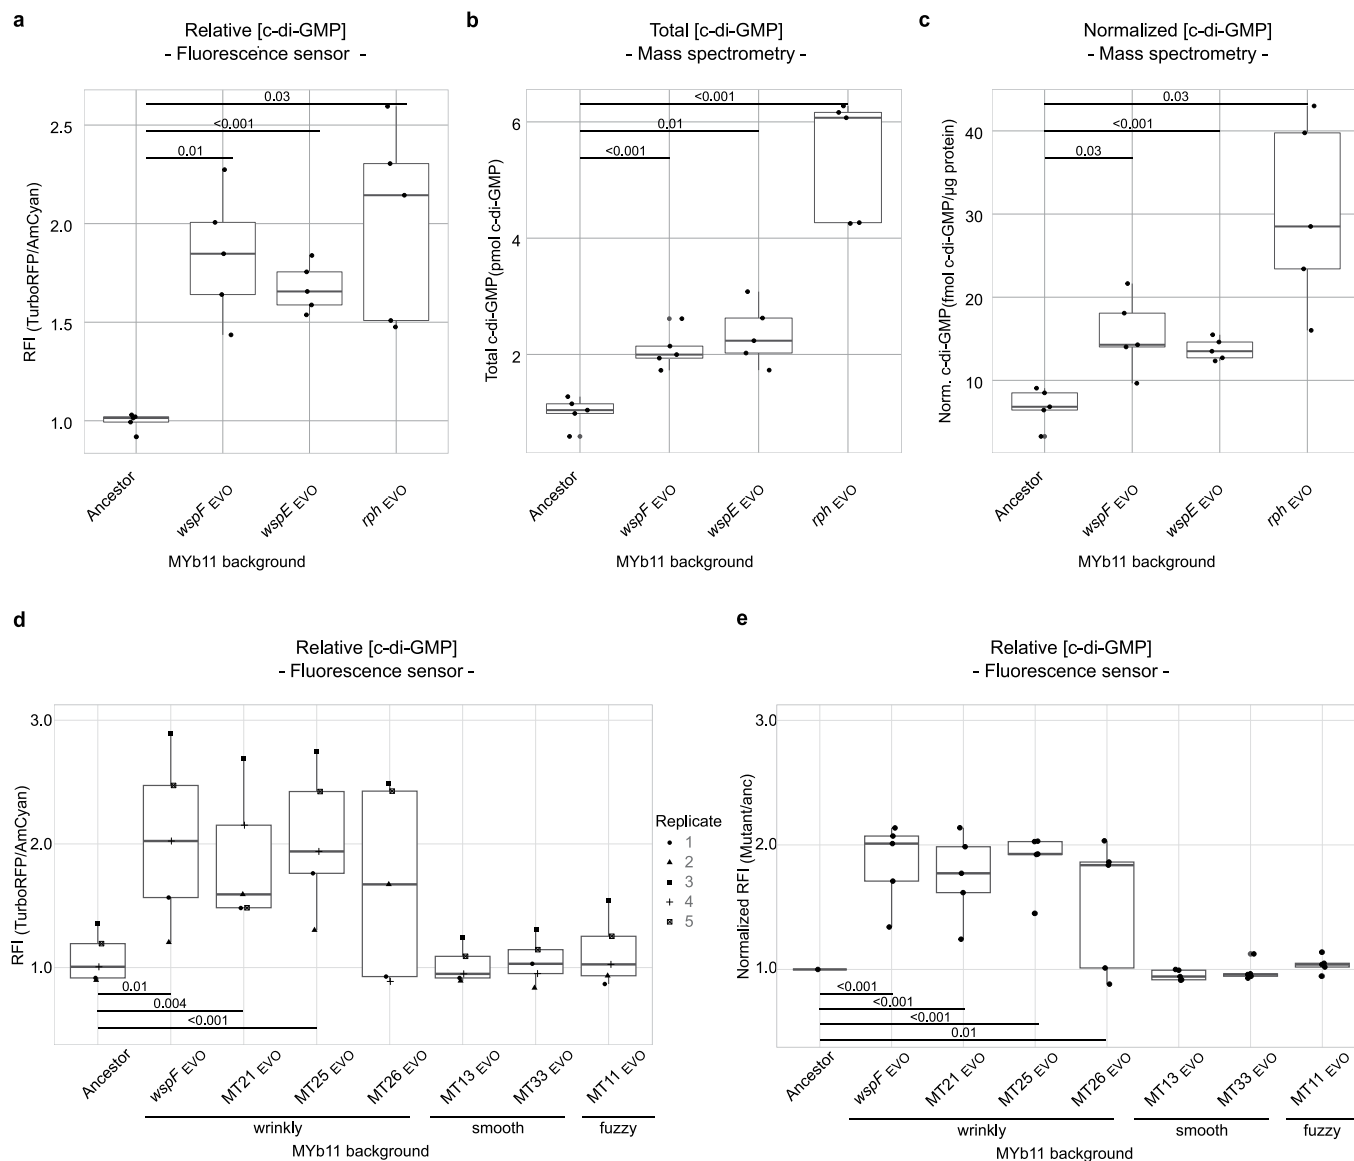 a
Relative [c-di-GMP]
- Fluorescence sensor -
RFI (TurboRFP/AmCyan)
2.5
2.0
1.5
1.0
0.03
<0.001
0.01
Ancestor
wspF EVO
wspE EVO
rph EVO
MYb11 background
b
Total [c-di-GMP]
- Mass spectrometry -
Total c-di-GMP(pmol c-di-GMP)
6
4
2
<0.001
0.01
<0.001
Ancestor
wspF EVO
wspE EVO
rph EVO
MYb11 background
c
Normalized [c-di-GMP]
- Mass spectrometry -
Norm. c-di-GMP(fmol c-di-GMP/µg protein)
40
30
20
10
0.03
<0.001
0.03
Ancestor
wspF EVO
wspE EVO
rph EVO
MYb11 background
d
Relative [c-di-GMP]
- Fluorescence sensor -
RFI (TurboRFP/AmCyan)
3.0
2.0
1.0
0.01
0.004
<0.001
Ancestor
wspF EVO
MT21 EVO
MT25 EVO
MT26 EVO
MT13 EVO
MT33 EVO
MT11 EVO
wrinkly
smooth
fuzzy
MYb11 background
Replicate
1
2
3
4
5
e
Relative [c-di-GMP]
- Fluorescence sensor -
Normalized RFI (Mutant/anc)
3.0
2.0
1.0
<0.001
<0.001
<0.001
0.01
Ancestor
wspF EVO
MT21 EVO
MT25 EVO
MT26 EVO
MT13 EVO
MT33 EVO
MT11 EVO
wrinkly
smooth
fuzzy
MYb11 background